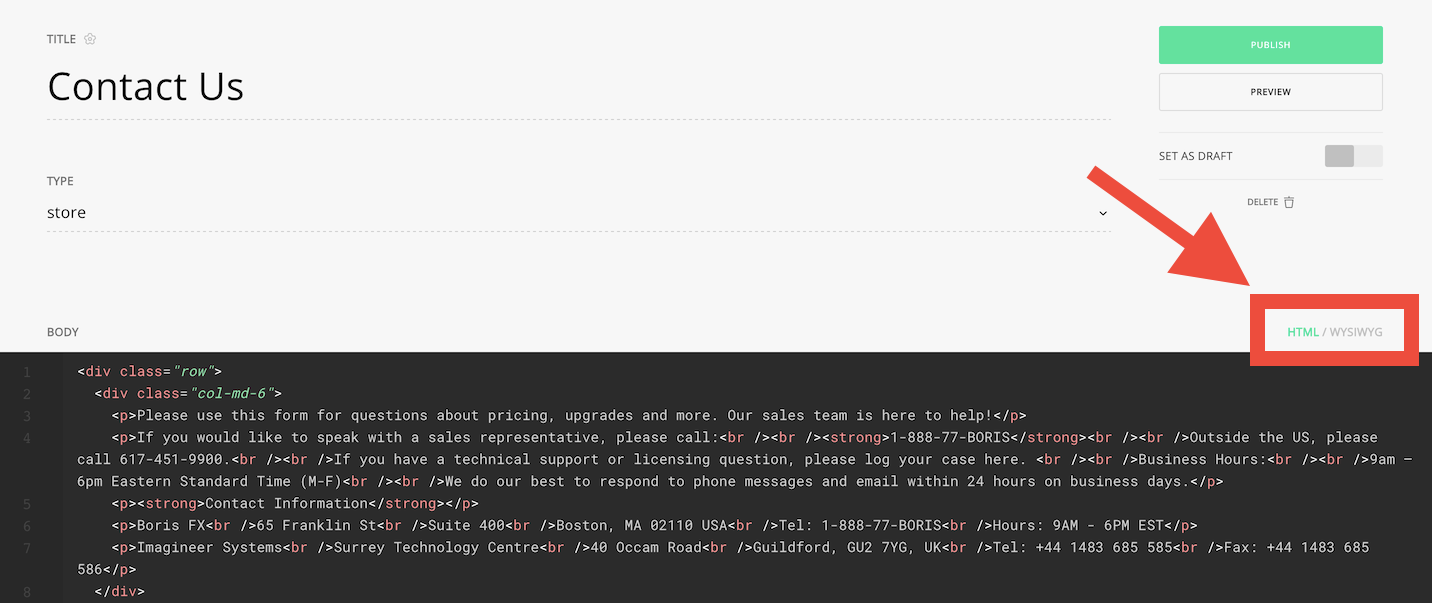 TITLE
PUBLISH
Contact Us
PREVIEW
SET AS DRAFT
TYPE
DELETE
store
BODY
HTML / WYSIWYG
1 <div class="row">
2 <div class="col-md-6">
3 <p>Please use this form for questions about pricing, upgrades and more. Our sales team is here to help!</p>
4 <p>If you would like to speak with a sales representative, please call:<br /><br /><strong>1-888-77-BORIS</strong><br /><br />Outside the US, please
call 617-451-9900.<br /><br />If you have a technical support or licensing question, please log your case here. <br /><br />Business Hours:<br /><br />9am –
6pm Eastern Standard Time (M-F)<br /><br />We do our best to respond to phone messages and email within 24 hours on business days.</p>
5 <p><strong>Contact Information</strong></p>
6 <p>Boris FX<br />65 Franklin St<br />Suite 400<br />Boston, MA 02110 USA<br />Tel: 1-888-77-BORIS<br />Hours: 9AM - 6PM EST</p>
7 <p>Imagineer Systems<br />Surrey Technology Centre<br />40 Occam Road<br />Guildford, GU2 7YG, UK<br />Tel: +44 1483 685 585<br />Fax: +44 1483 685
586</p>
8 </div>